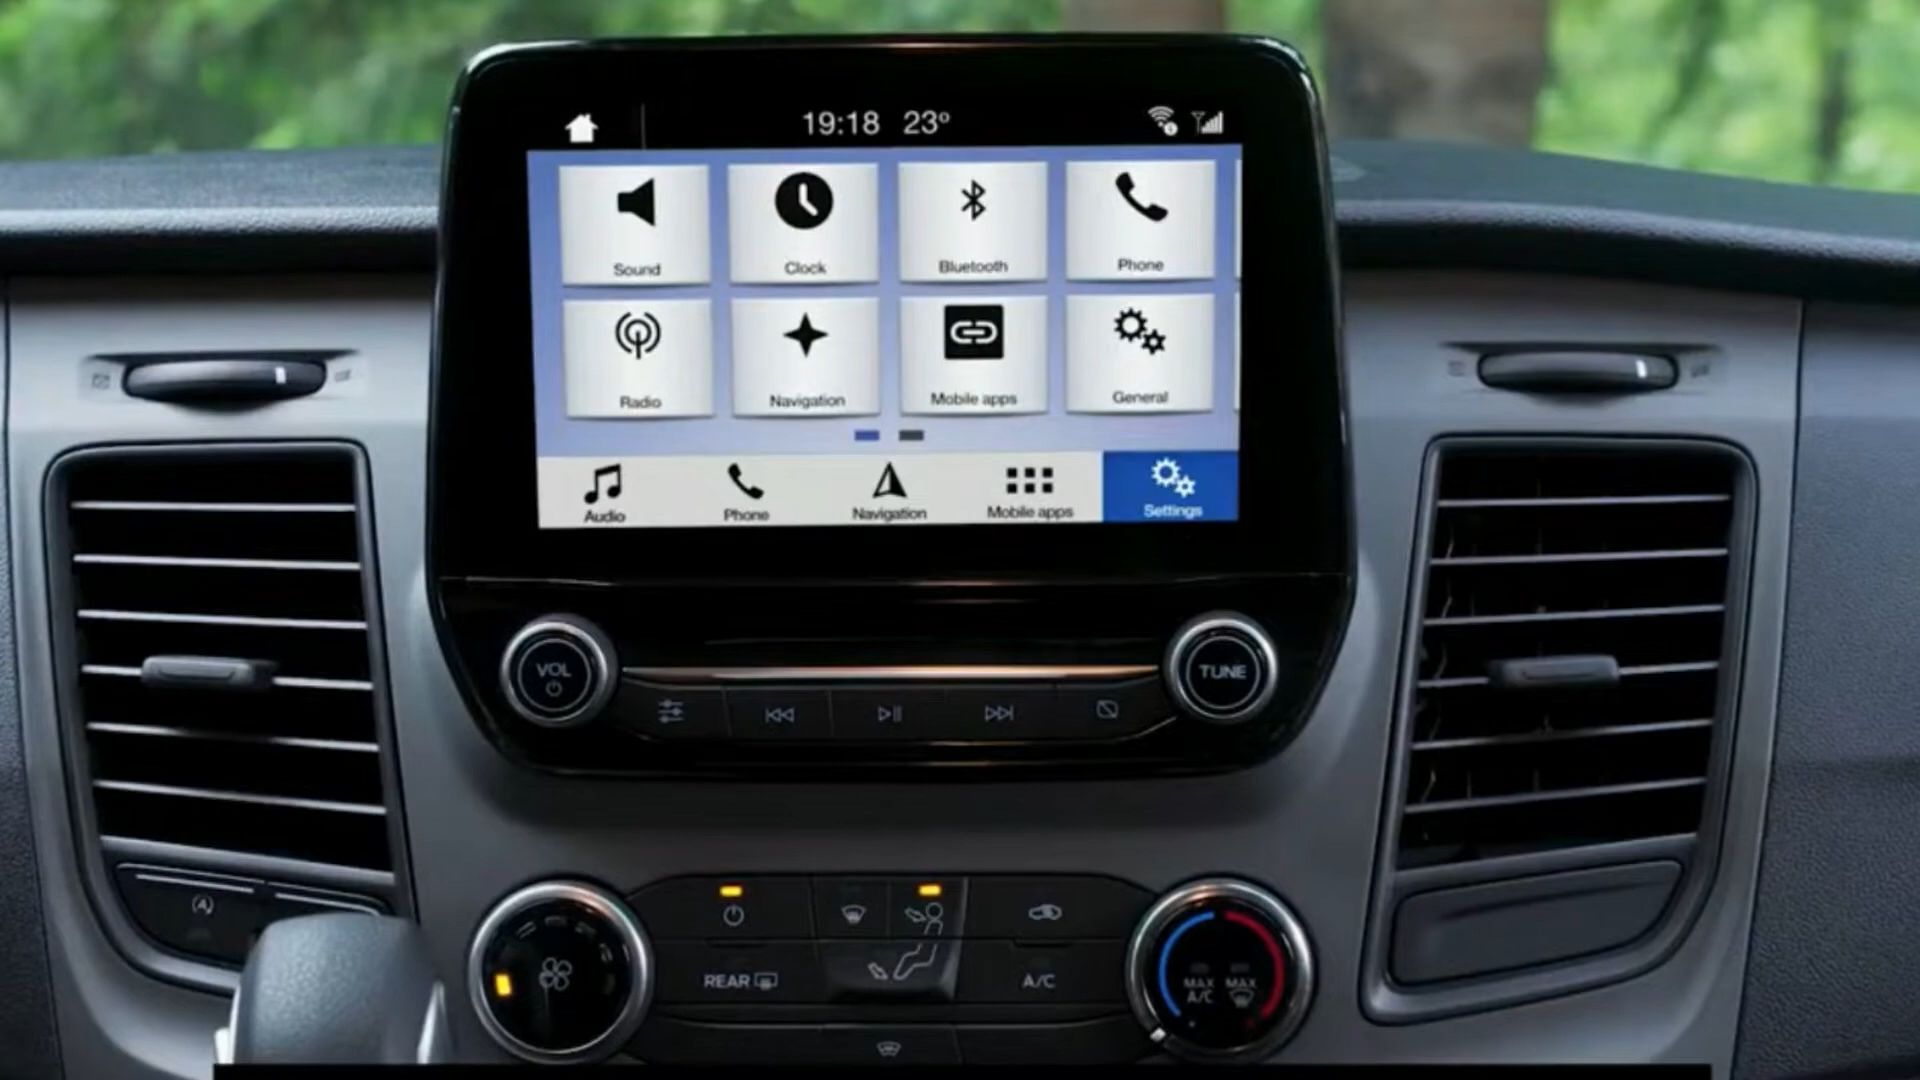 19:18 23º
Sound Clock Bluetooth Phone
Radio Navigation Mobile apps General
Audio Phone Navigation Mobile apps Settings
VOL TUNE
REAR A/C
MAX MAX
A/C